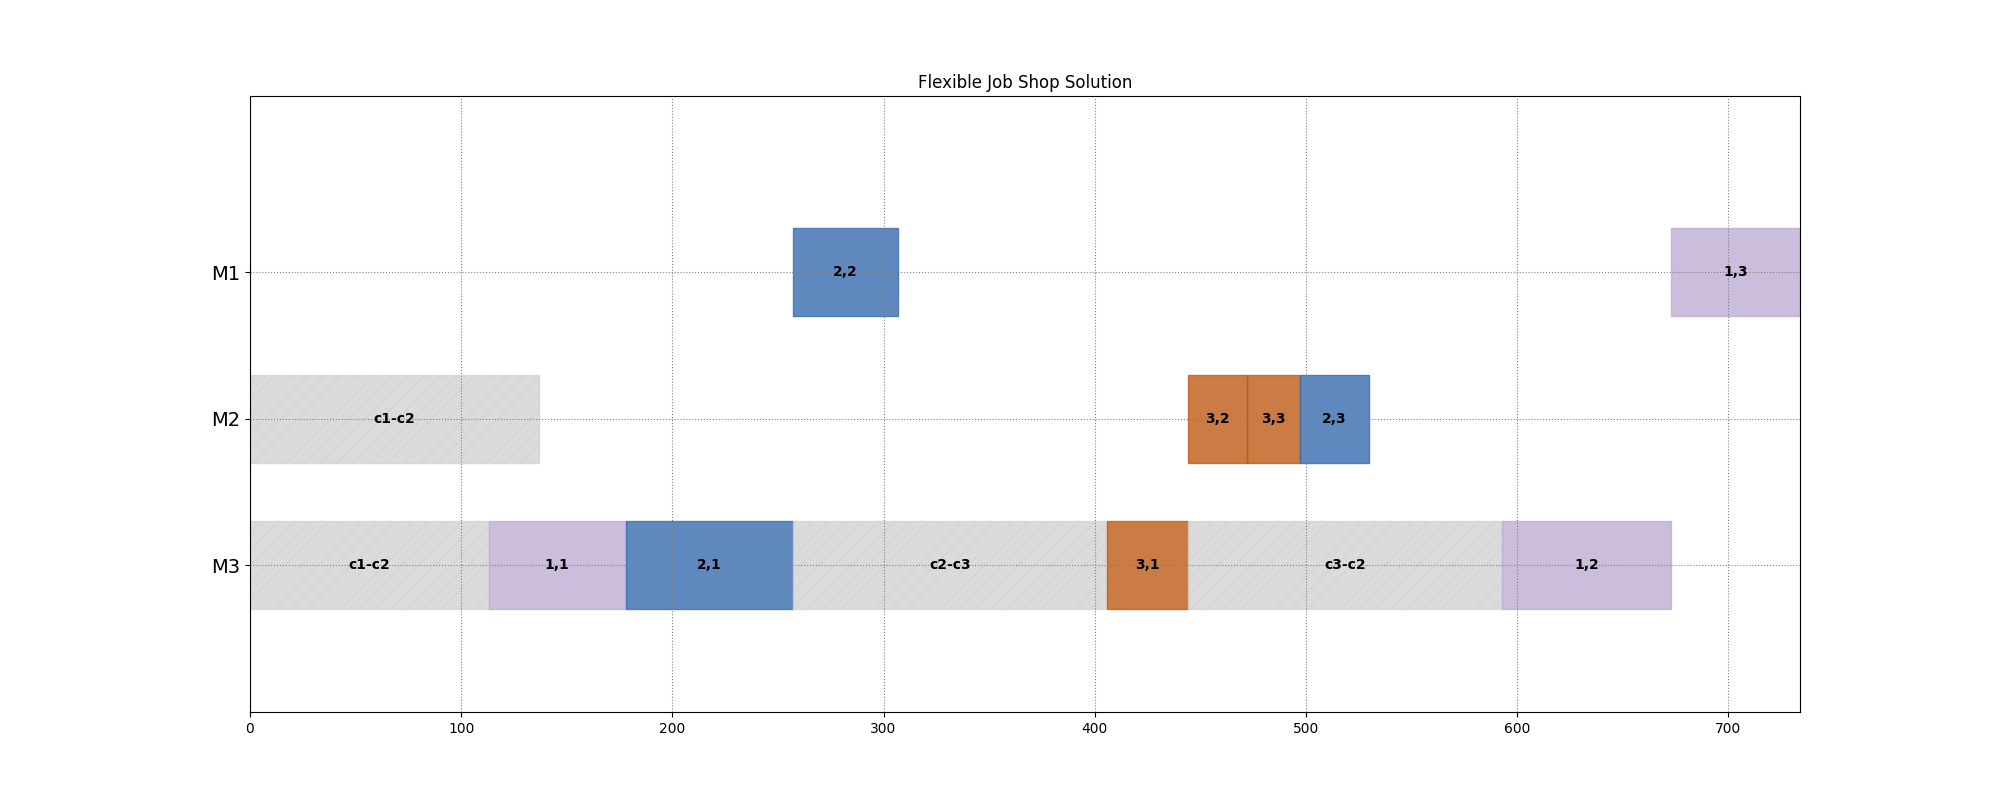 Flexible Job Shop Solution
M1
2,2
1,3
M2
c1-c2
3,2
3,3
2,3
M3
c1-c2
1,1
2,1
c2-c3
3,1
c3-c2
1,2
0 100 200 300 400 500 600 700